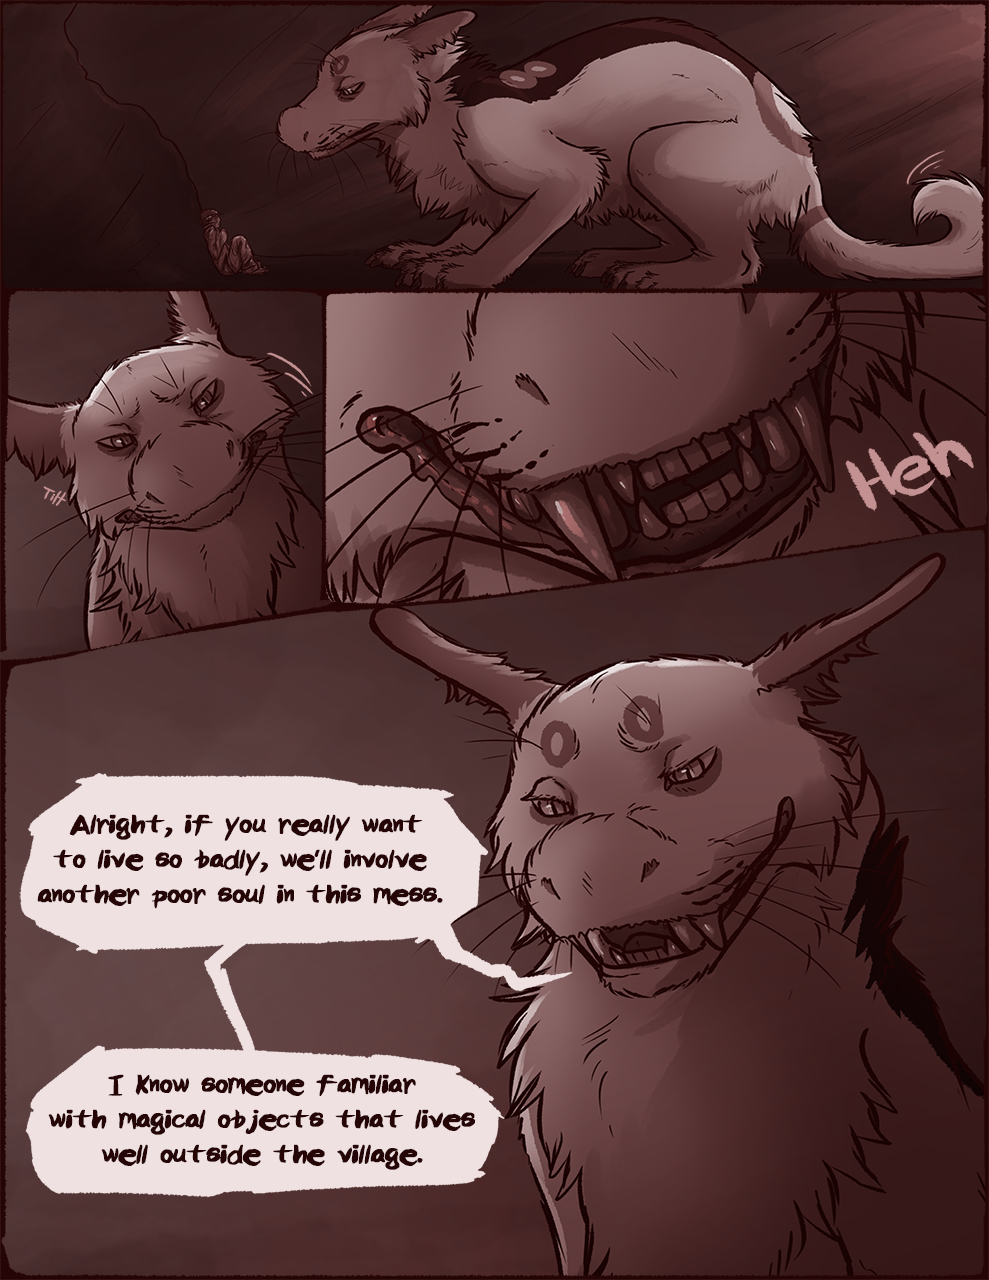 Tiff
Heh
Alright, if you really want
to live so badly, we'll involve
another poor soul in this mess.
I know someone familiar
with magical objects that lives
well outside the village.